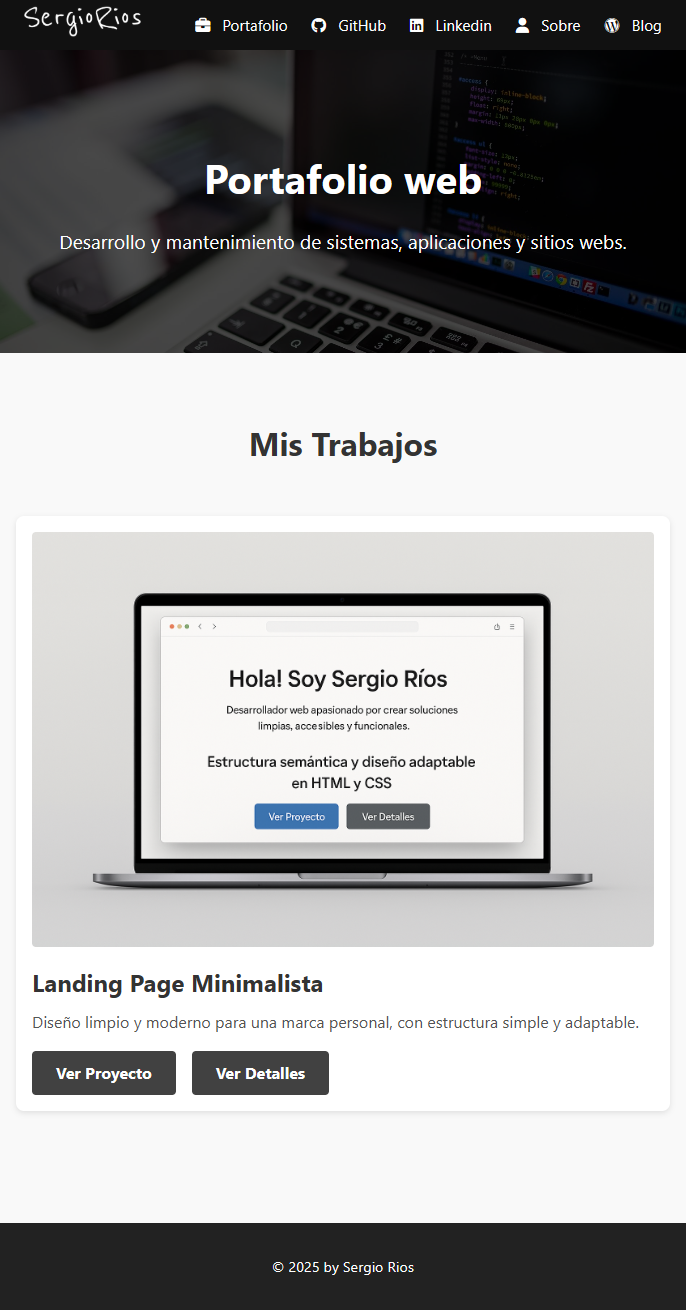 SergioRios
Portafolio GitHub Linkedin Sobre Blog
Portafolio web
Desarrollo y mantenimiento de sistemas, aplicaciones y sitios webs.
Mis Trabajos
Hola! Soy Sergio Ríos
Desarrollador web apasionado por crear soluciones
limpias, accesibles y funcionales.
Estructura semántica y diseño adaptable
en HTML y CSS
Ver Proyecto Ver Detalles
Landing Page Minimalista
Diseño limpio y moderno para una marca personal, con estructura simple y adaptable.
Ver Proyecto Ver Detalles
© 2025 by Sergio Rios